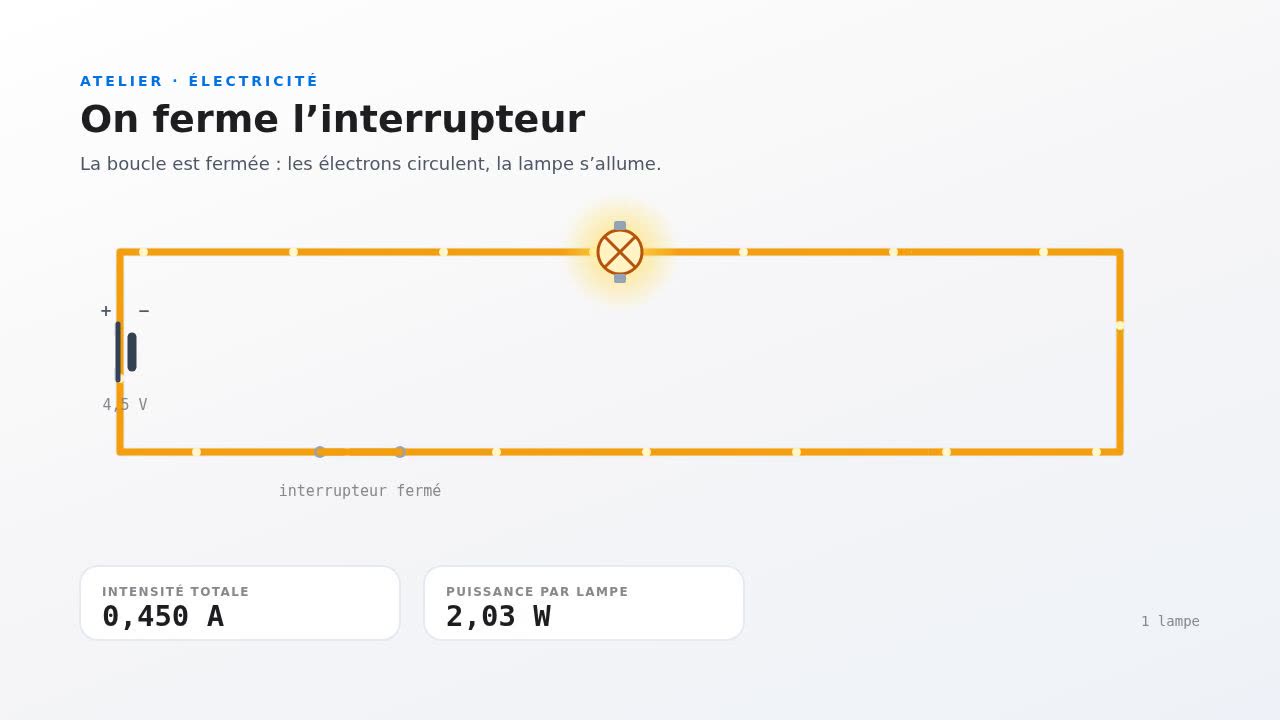 ATELIER · ÉLECTRICITÉ
On ferme l’interrupteur
La boucle est fermée : les électrons circulent, la lampe s’allume.
+ −
4,5 V
interrupteur fermé
INTENSITÉ TOTALE
0,450 A
PUISSANCE PAR LAMPE
2,03 W
1 lampe